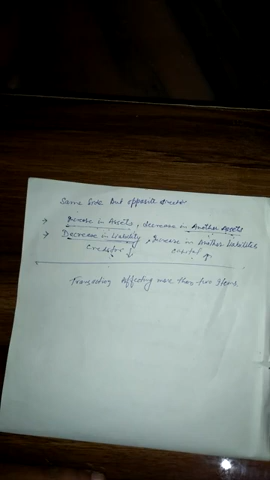 Same Side But opposite direction
→ Increase in Assets, decrease in Another Assets
→ Decrease in Liability, Increase in Another Liabilities
creditor ↓ capital ↑
Transaction Affecting more than two Items